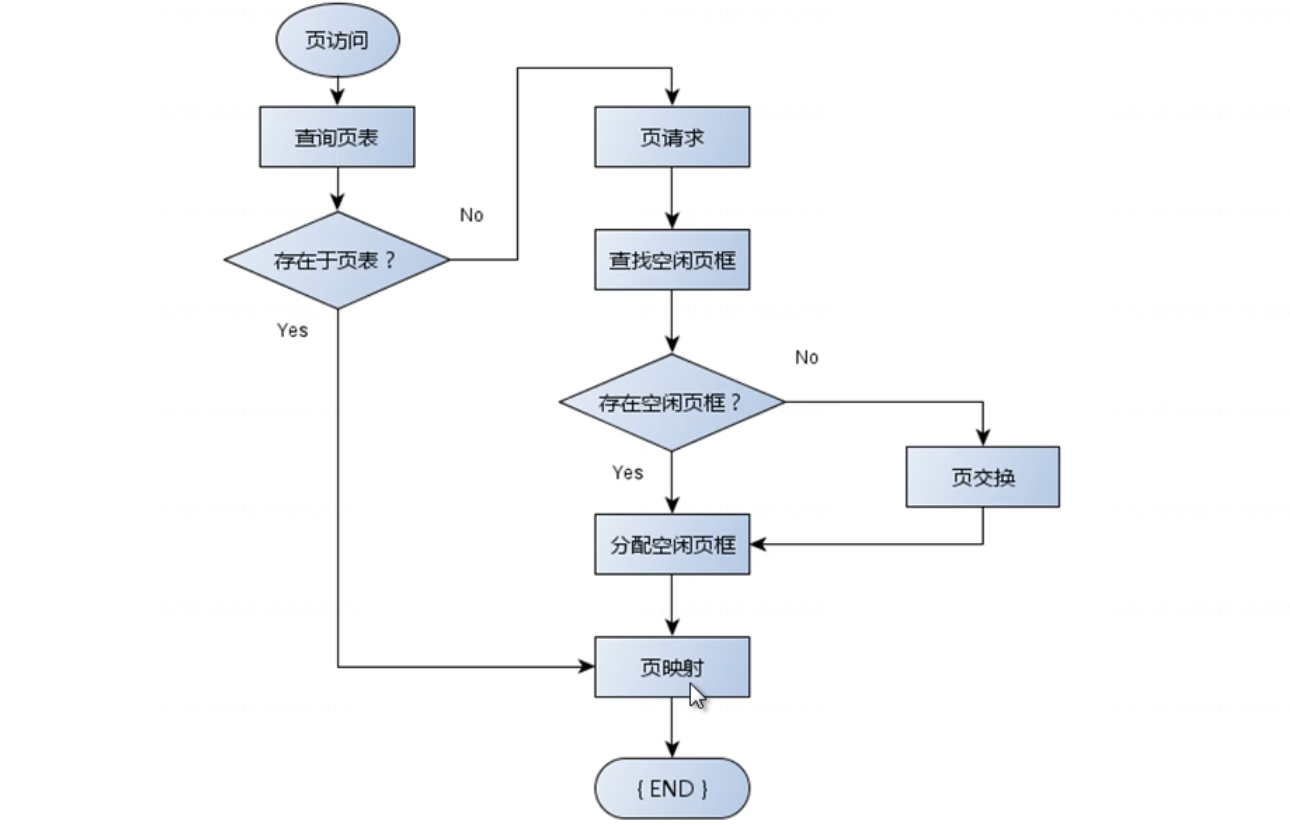 页访问
查询页表
存在于页表？
No
Yes
页请求
查找空闲页框
存在空闲页框？
No
Yes
页交换
分配空闲页框
页映射
{ END }